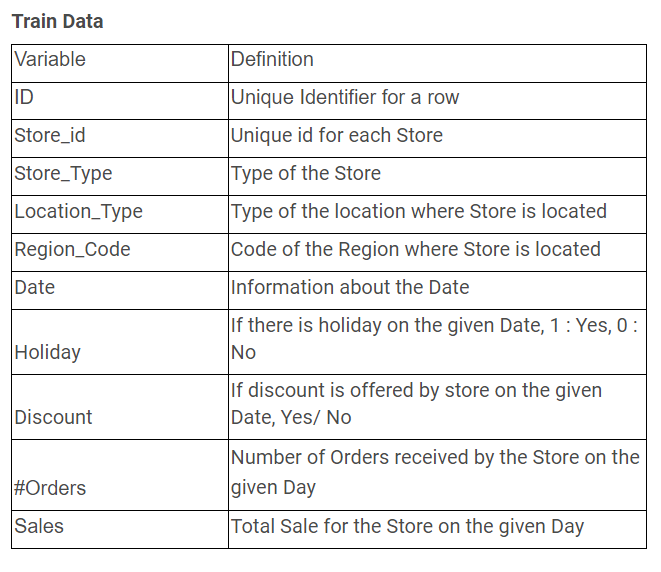 Train Data
Variable Definition
ID Unique Identifier for a row
Store_id Unique id for each Store
Store_Type Type of the Store
Location_Type Type of the location where Store is located
Region_Code Code of the Region where Store is located
Date Information about the Date
If there is holiday on the given Date, 1 : Yes, 0 :
Holiday No
If discount is offered by store on the given
Discount Date, Yes/ No
Number of Orders received by the Store on the
#Orders given Day
Sales Total Sale for the Store on the given Day